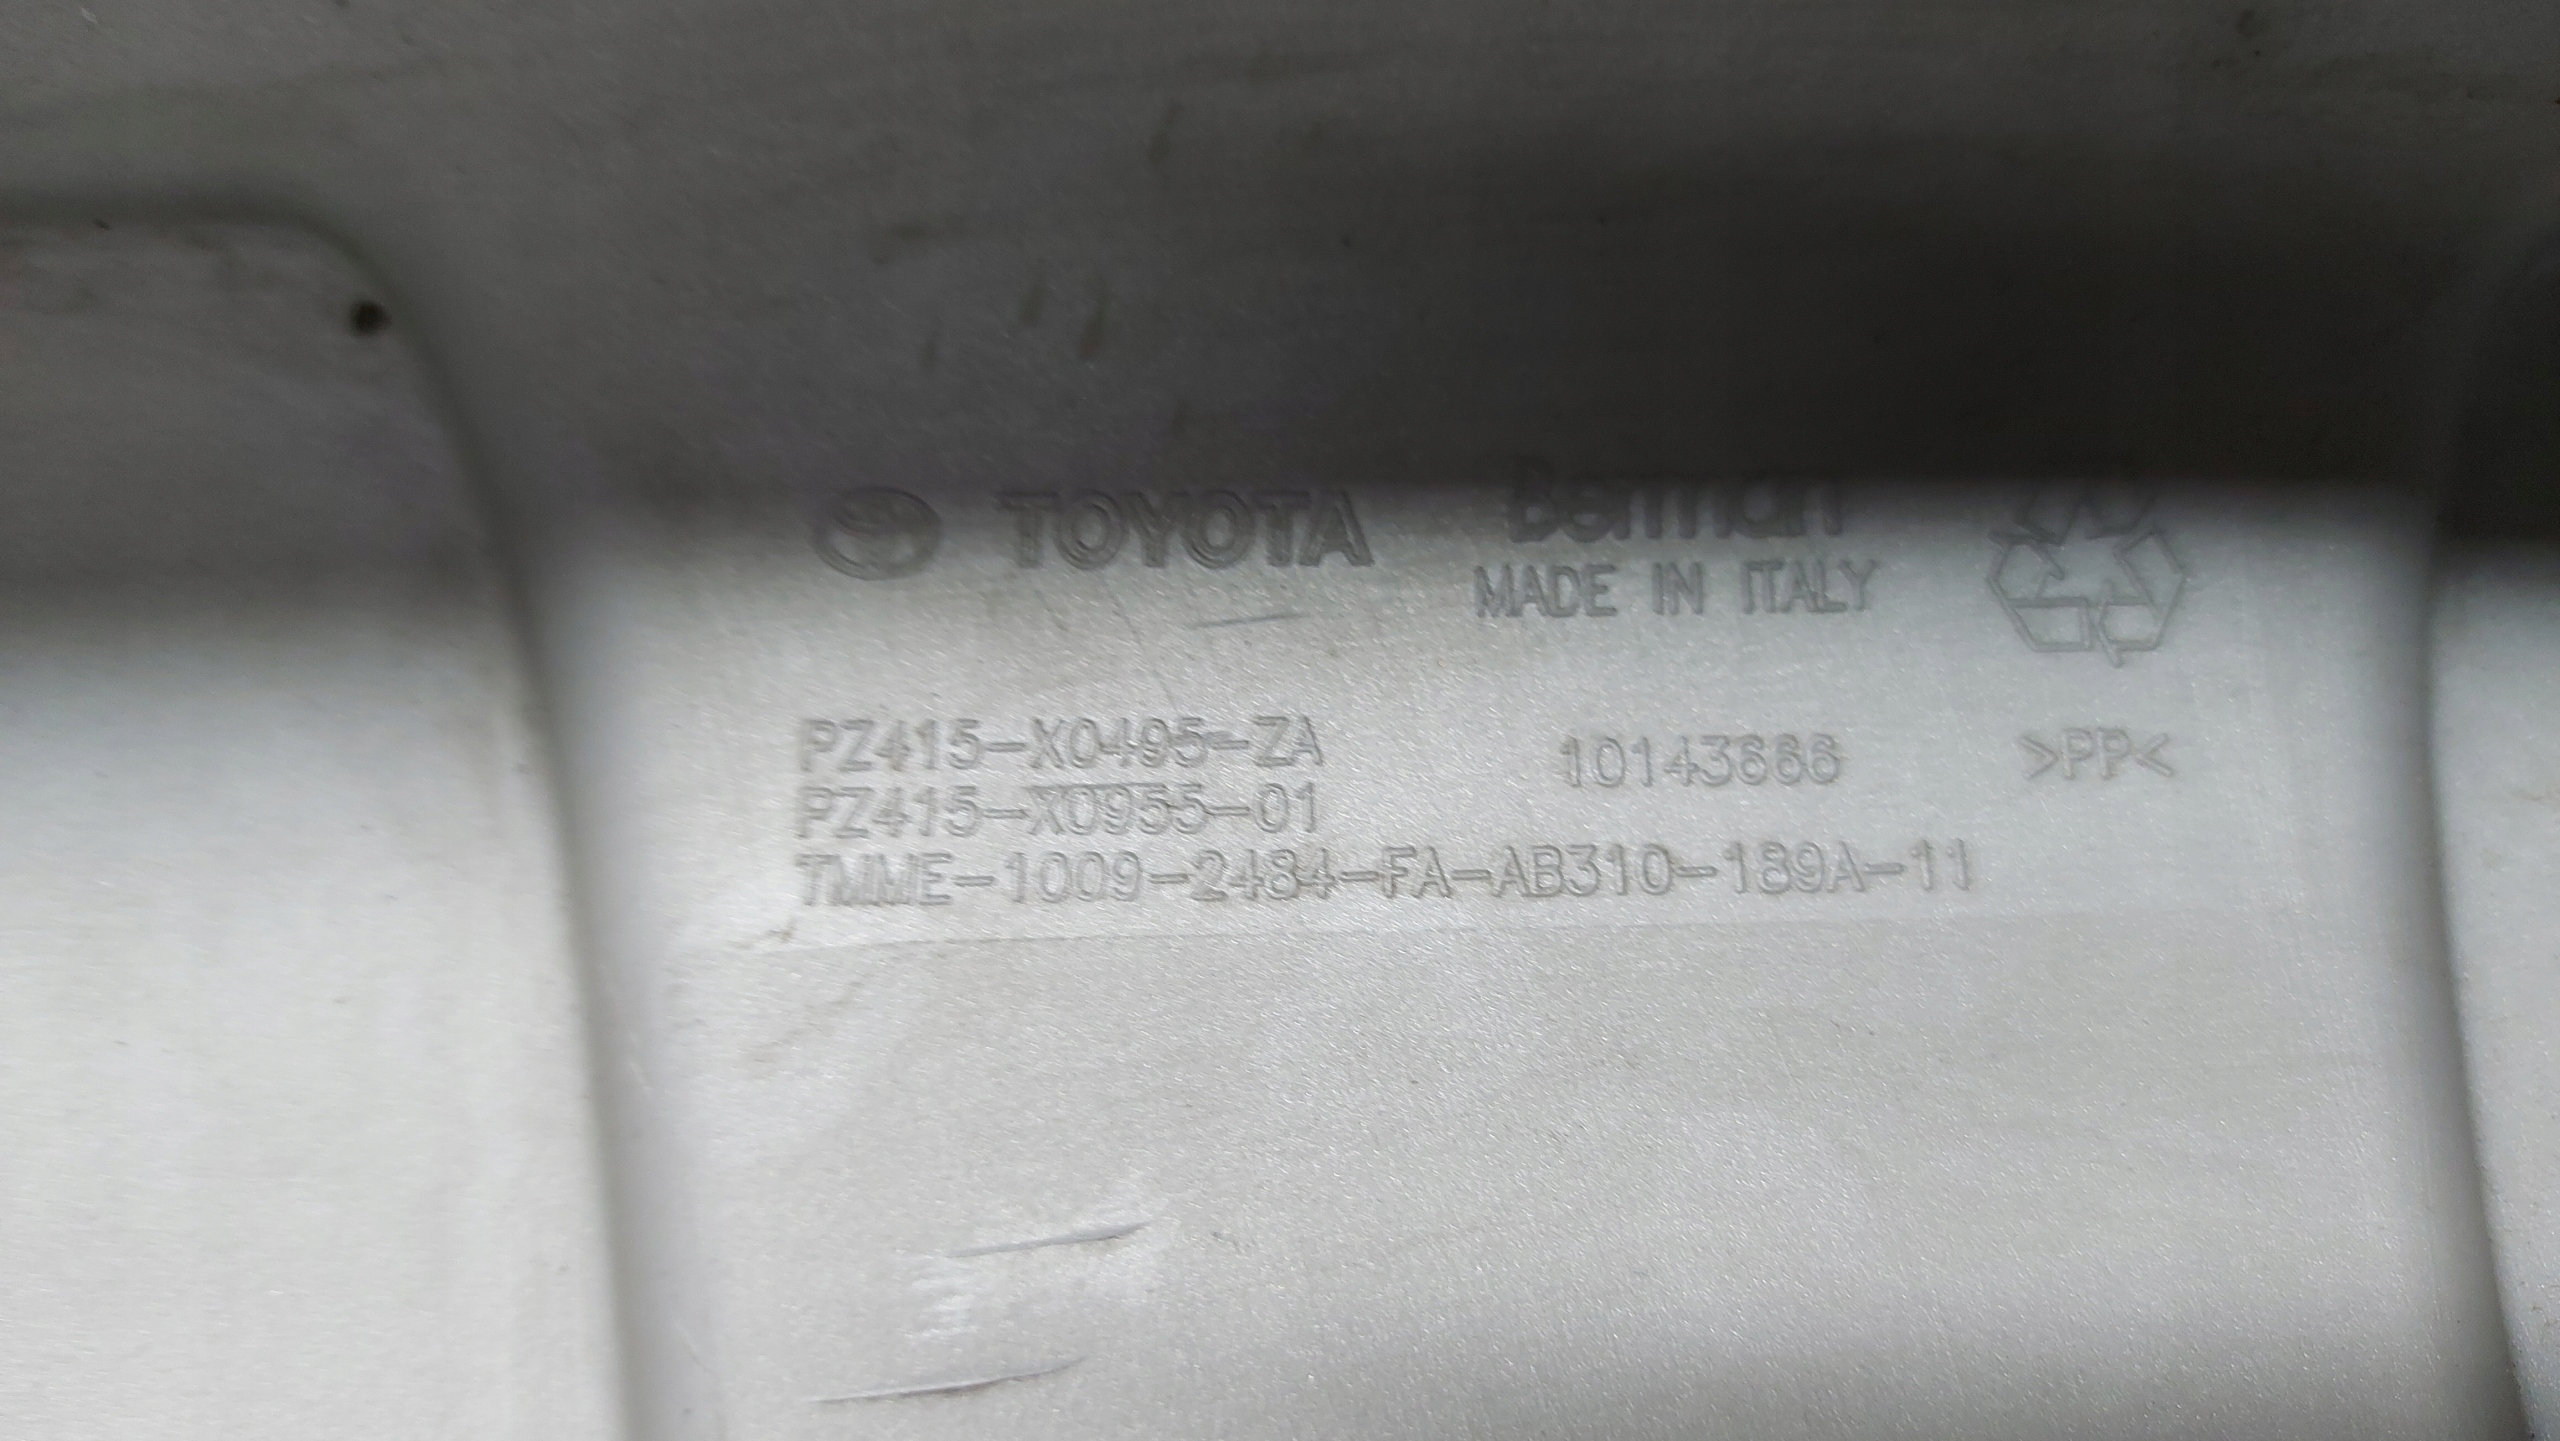 TOYOTA
Berman
MADE IN ITALY
PZ415-X0495-ZA
10143666
>PP<
PZ415-X0955-01
TMME-1009-2484-FA-AB310-189A-11